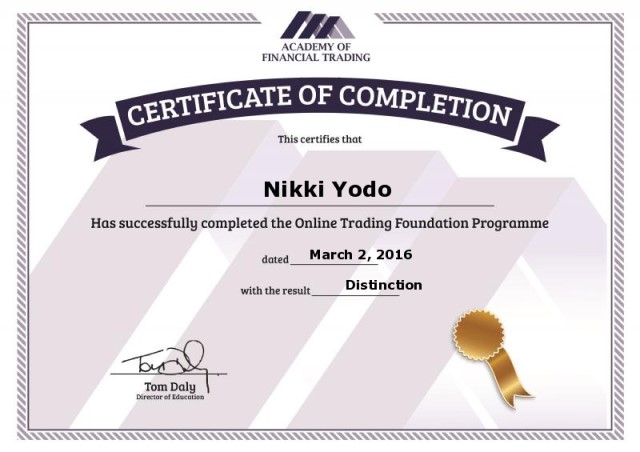 ACADEMY OF
FINANCIAL TRADING
CERTIFICATE OF COMPLETION
This certifies that
Nikki Yodo
Has successfully completed the Online Trading Foundation Programme
dated March 2, 2016
with the result Distinction
Tom Daly
Tom Daly
Director of Education